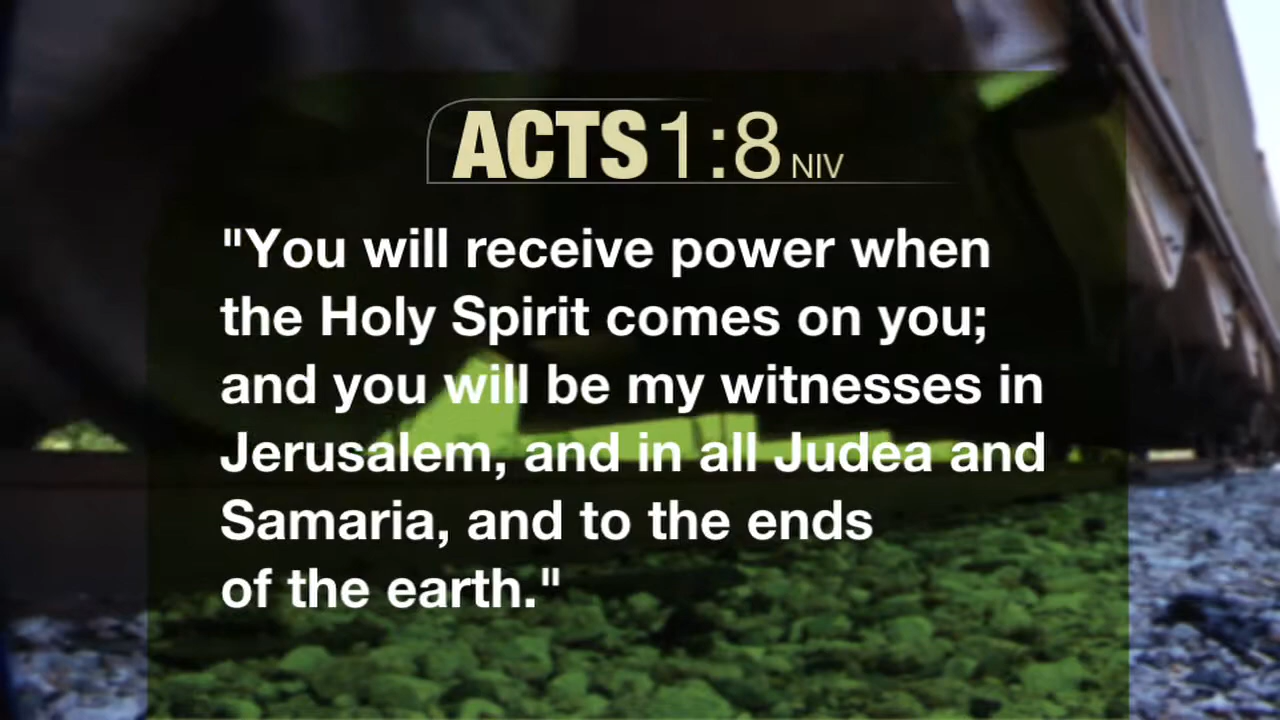 ACTS 1:8 NIV
"You will receive power when
the Holy Spirit comes on you;
and you will be my witnesses in
Jerusalem, and in all Judea and
Samaria, and to the ends
of the earth."